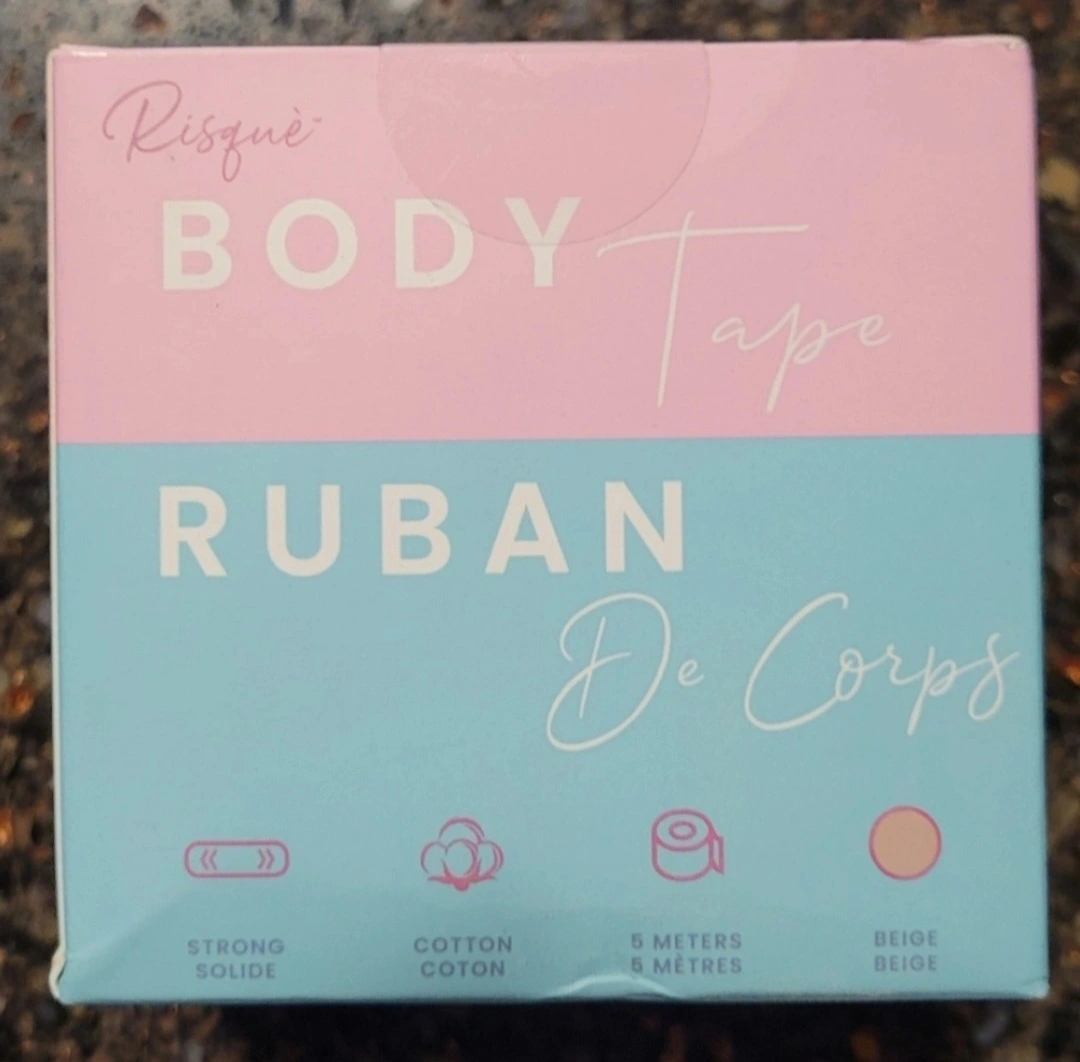 Risquè
BODY
Tape
RUBAN
De Corps
STRONG
SOLIDE
COTTON
COTON
5 METERS
5 MÈTRES
BEIGE
BEIGE